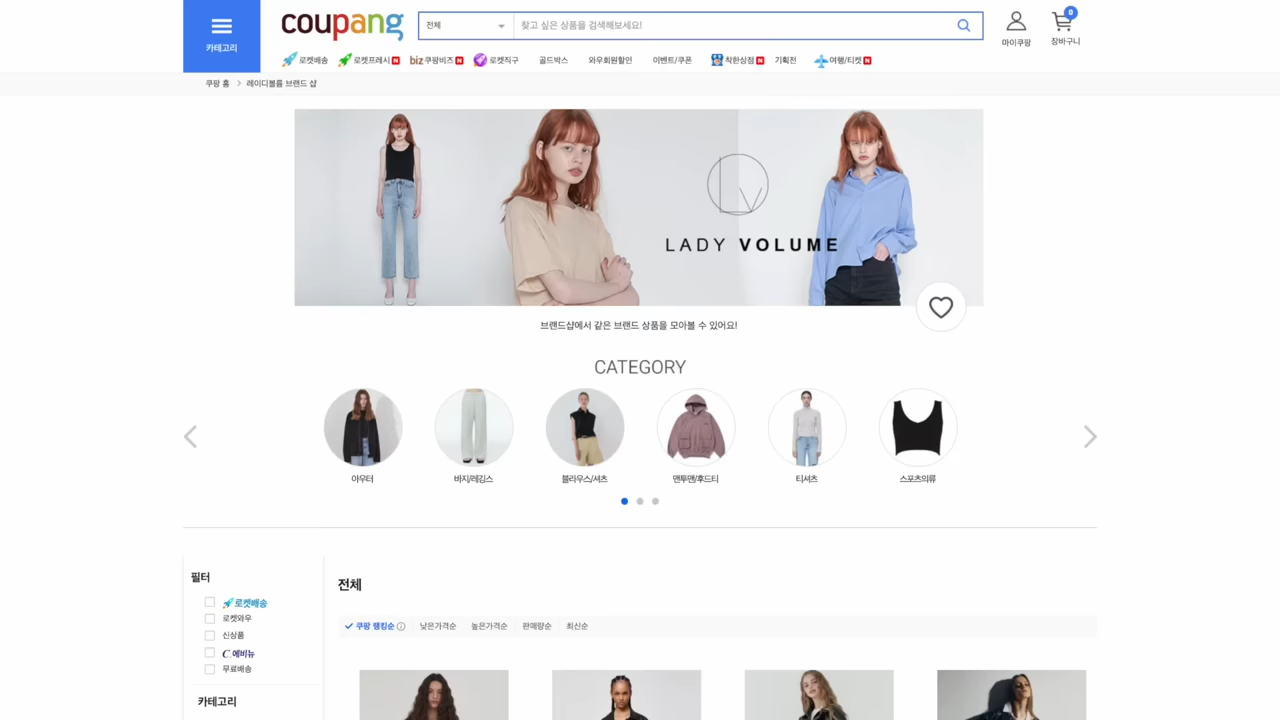 카테고리
coupang
전체
찾고 싶은 상품을 검색해보세요!
마이쿠팡
0
장바구니
로켓배송
로켓프레시 N
biz 쿠팡비즈 N
로켓직구
골드박스
와우회원할인
이벤트/쿠폰
착한상점 N
기획전
여행/티켓 N
쿠팡 홈 > 레이디볼륨 브랜드 샵
LV
LADY VOLUME
브랜드샵에서 같은 브랜드 상품을 모아볼 수 있어요!
CATEGORY
아우터
바지/레깅스
블라우스/셔츠
맨투맨/후드티
티셔츠
스포츠의류
필터
로켓배송
로켓와우
신상품
C.에비뉴
무료배송
카테고리
전체
쿠팡 랭킹순
낮은가격순
높은가격순
판매량순
최신순